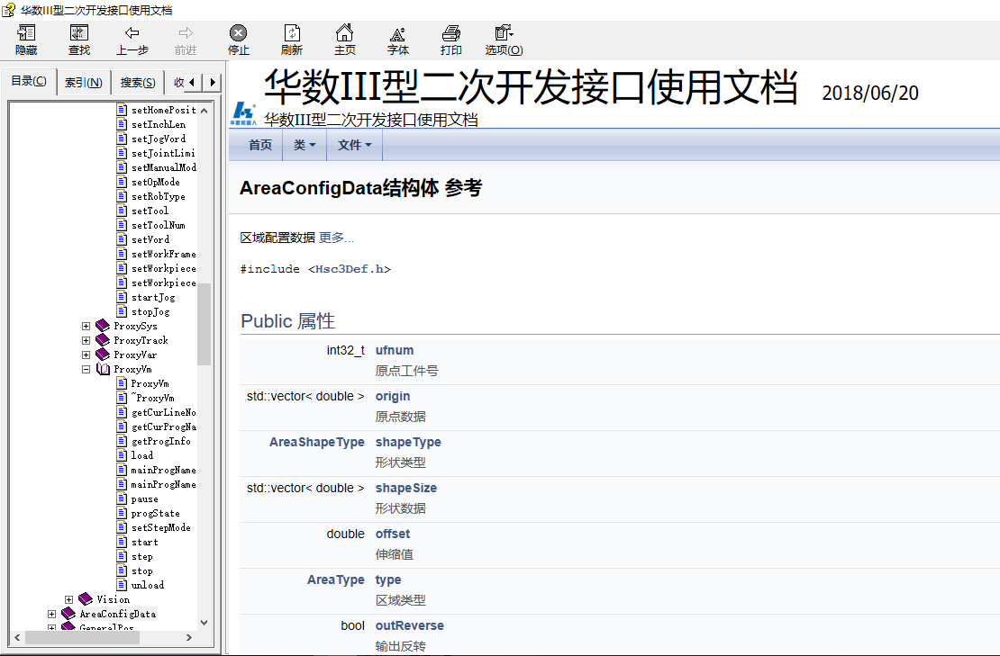 华数III型二次开发接口使用文档
隐藏 查找 上一步 前进 停止 刷新 主页 字体 打印 选项(O)
目录(C) 索引(N) 搜索(S) 收
setHomePosit
setInchLen
setJogVord
setJointLimi
setManualMod
setOpMode
setRobType
setTool
setToolNum
setVord
setWorkFrame
setWorkpiece
setWorkpiece
startJog
stopJog
ProxySys
ProxyTrack
ProxyVar
ProxyVm
ProxyVm
~ProxyVm
getCurLineNo
getCurProgNa
getProgInfo
load
mainProgName
mainProgName
pause
progState
setStepMode
start
step
stop
unload
Vision
AreaConfigData
GeneralPos
华数III型二次开发接口使用文档 2018/06/20
华数机器人
华数III型二次开发接口使用文档
首页 类 文件
AreaConfigData结构体 参考
区域配置数据 更多...
#include <Hsc3Def.h>
Public 属性
int32_t ufnum
原点工件号
std::vector< double > origin
原点数据
AreaShapeType shapeType
形状类型
std::vector< double > shapeSize
形状数据
double offset
伸缩值
AreaType type
区域类型
bool outReverse
输出反转